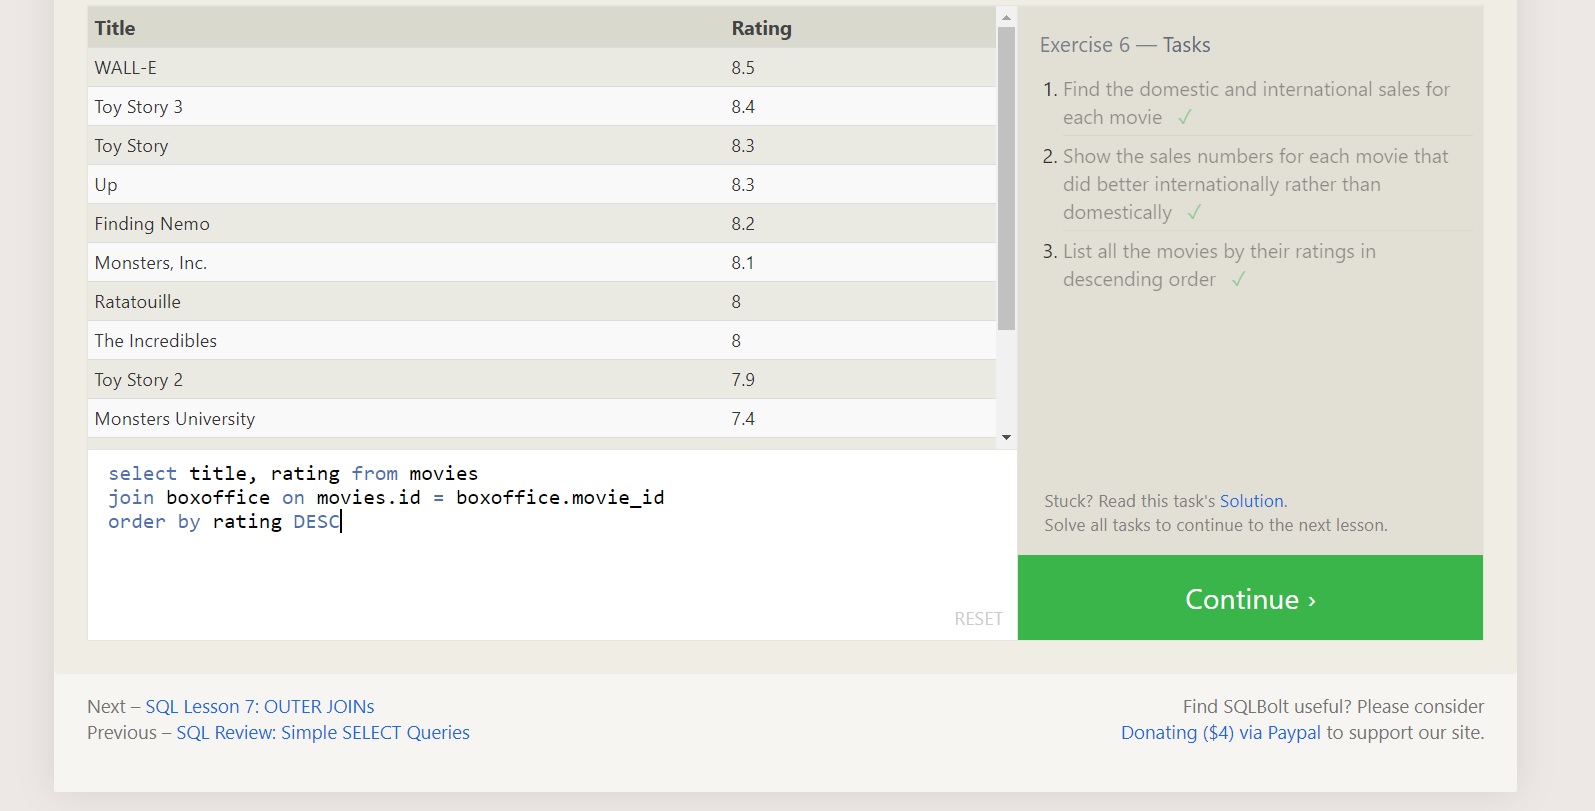 Title Rating
WALL-E 8.5
Toy Story 3 8.4
Toy Story 8.3
Up 8.3
Finding Nemo 8.2
Monsters, Inc. 8.1
Ratatouille 8
The Incredibles 8
Toy Story 2 7.9
Monsters University 7.4
select title, rating from movies
join boxoffice on movies.id = boxoffice.movie_id
order by rating DESC
RESET
Exercise 6 — Tasks
1. Find the domestic and international sales for
each movie ✓
2. Show the sales numbers for each movie that
did better internationally rather than
domestically ✓
3. List all the movies by their ratings in
descending order ✓
Stuck? Read this task's Solution.
Solve all tasks to continue to the next lesson.
Continue ›
Next – SQL Lesson 7: OUTER JOINs
Previous – SQL Review: Simple SELECT Queries
Find SQLBolt useful? Please consider
Donating ($4) via Paypal to support our site.